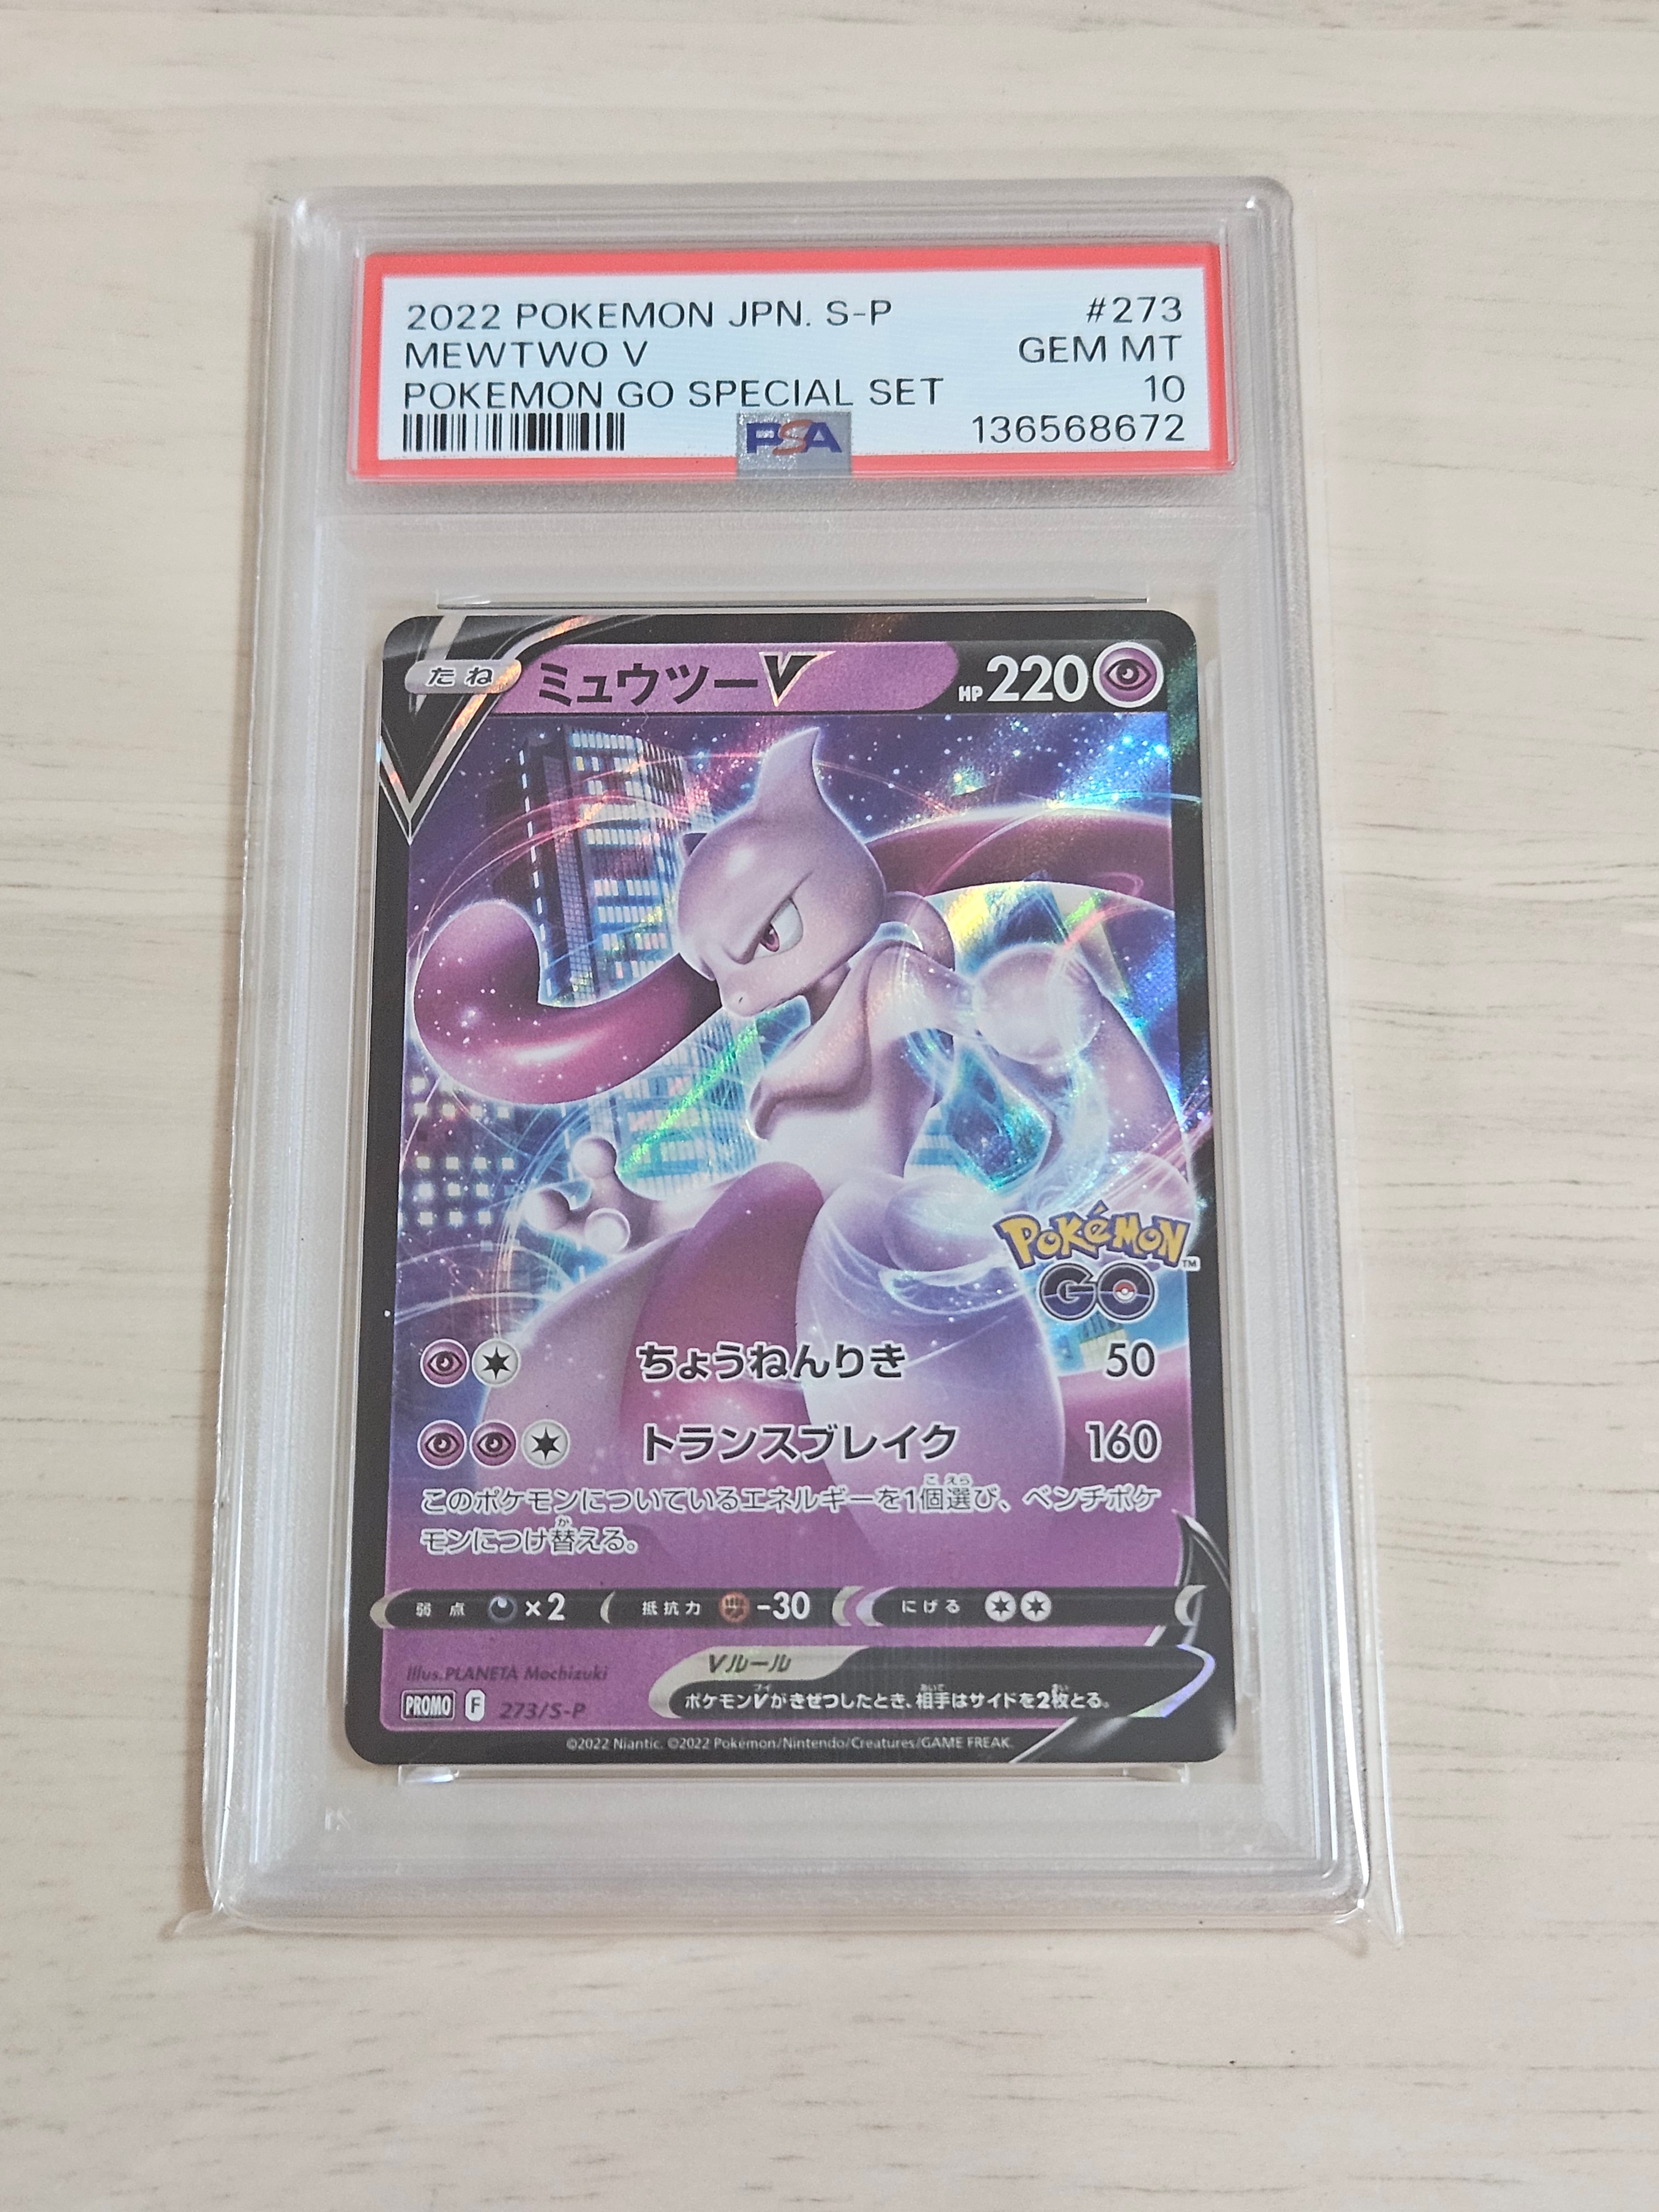 2022 POKEMON JPN. S-P #273
MEWTWO V GEM MT
POKEMON GO SPECIAL SET 10
PSA 136568672
たね ミュウツーV HP220
POKéMON™
GO
ちょうねんりき 50
トランスブレイク 160
このポケモンについているエネルギーを1個選び、ベンチポケ
モンにつけ替える。
弱点 ×2 抵抗力 -30 にげる
Illus.PLANETA Mochizuki
Vルール
ポケモンVがきぜつしたとき、相手はサイドを2枚とる。
PROMO F 273/S-P
©2022 Niantic. ©2022 Pokémon/Nintendo/Creatures/GAME FREAK.